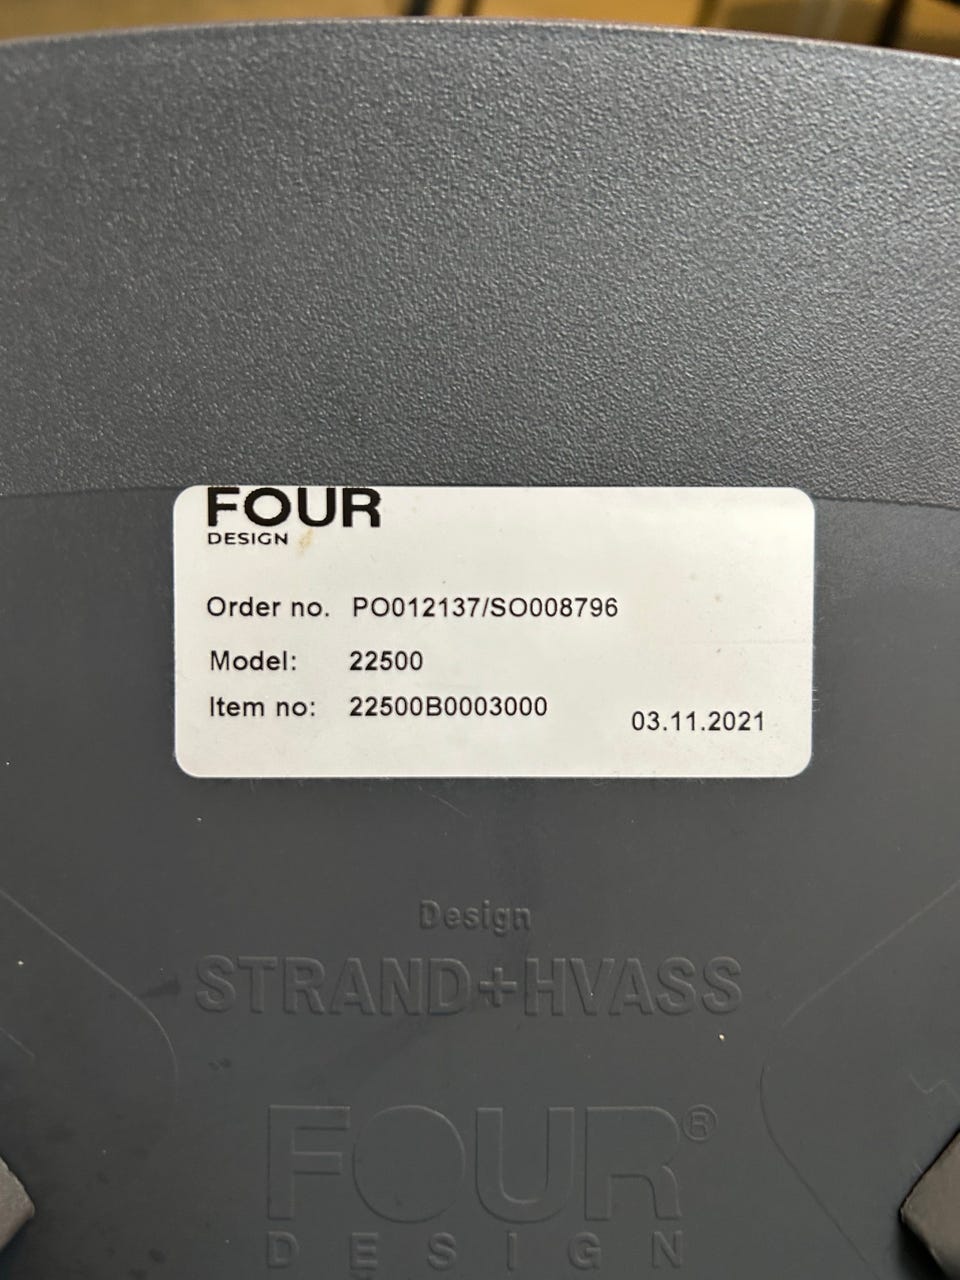 FOUR
DESIGN
Order no. PO012137/SO008796
Model: 22500
Item no: 22500B0003000
03.11.2021
Design
STRAND+HVASS
FOUR®
DESIGN